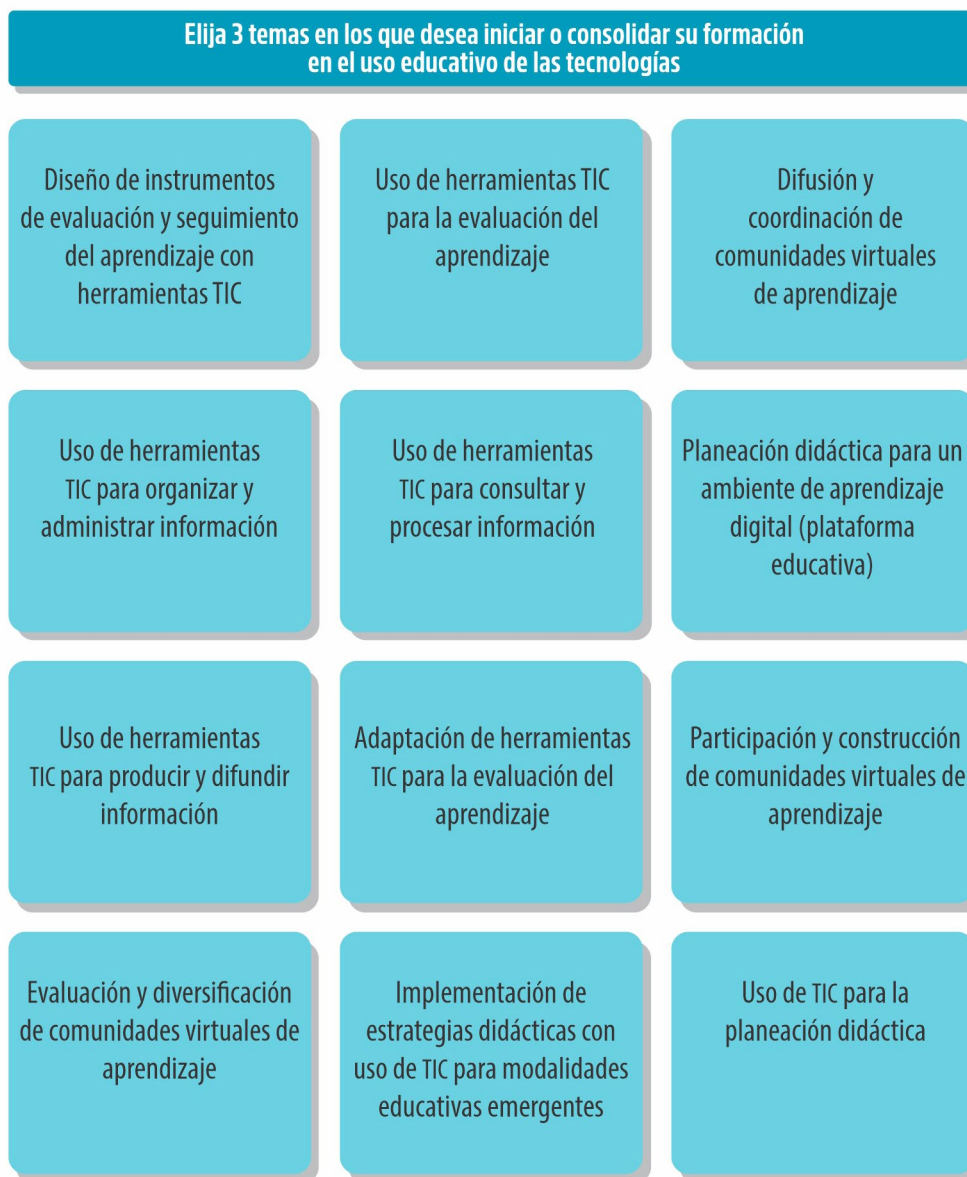 Elija 3 temas en los que desea iniciar o consolidar su formación
en el uso educativo de las tecnologías
Diseño de instrumentos
de evaluación y seguimiento
del aprendizaje con
herramientas TIC
Uso de herramientas TIC
para la evaluación del
aprendizaje
Difusión y
coordinación de
comunidades virtuales
de aprendizaje
Uso de herramientas
TIC para organizar y
administrar información
Uso de herramientas
TIC para consultar y
procesar información
Planeación didáctica para un
ambiente de aprendizaje
digital (plataforma
educativa)
Uso de herramientas
TIC para producir y difundir
información
Adaptación de herramientas
TIC para la evaluación del
aprendizaje
Participación y construcción
de comunidades virtuales de
aprendizaje
Evaluación y diversificación
de comunidades virtuales de
aprendizaje
Implementación de
estrategias didácticas con
uso de TIC para modalidades
educativas emergentes
Uso de TIC para la
planeación didáctica